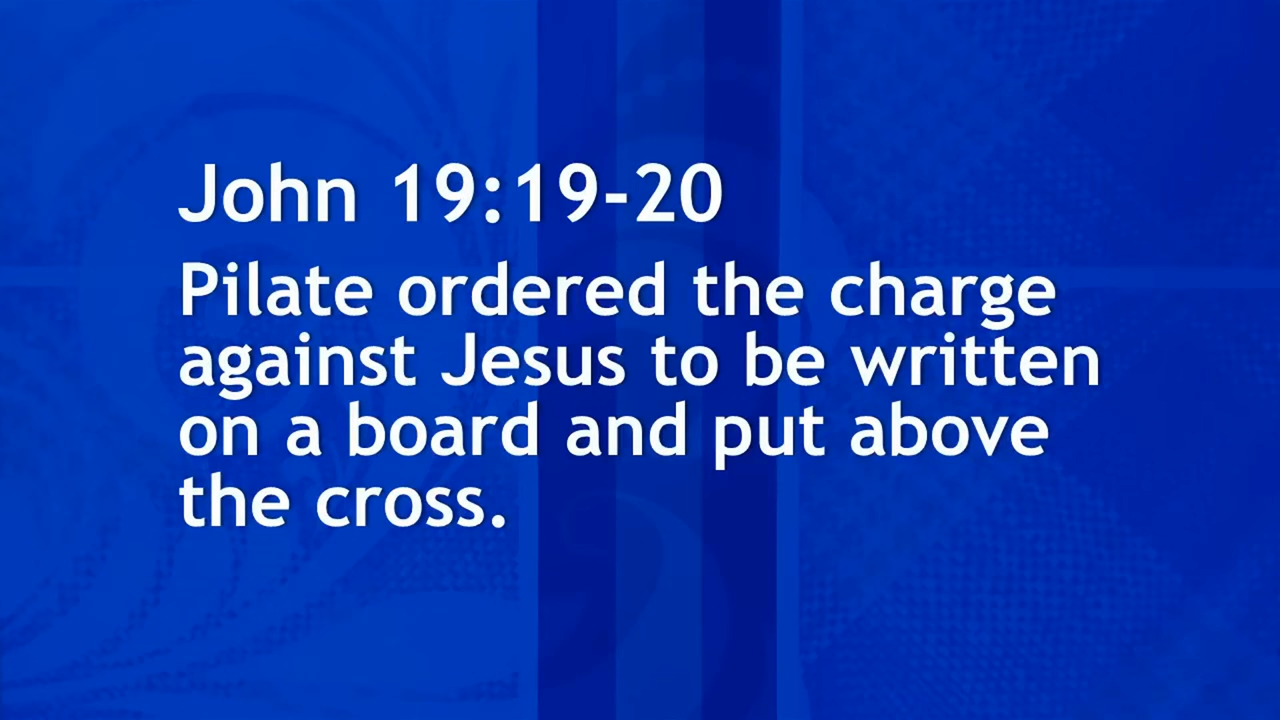 John 19:19-20
Pilate ordered the charge
against Jesus to be written
on a board and put above
the cross.